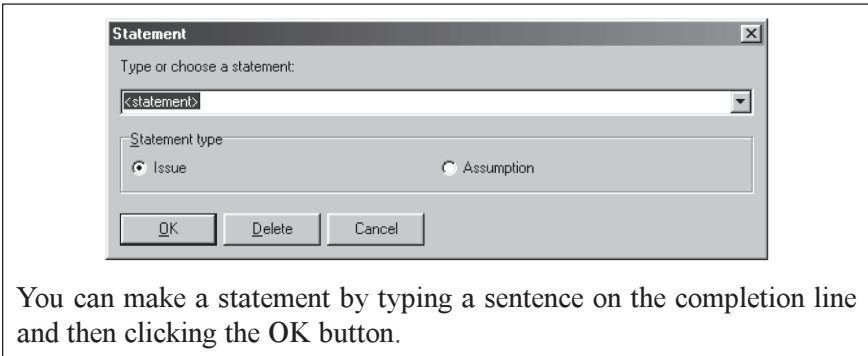 Statement
Type or choose a statement:
<statement>
Statement type
Issue Assumption
OK Delete Cancel
You can make a statement by typing a sentence on the completion line
and then clicking the OK button.